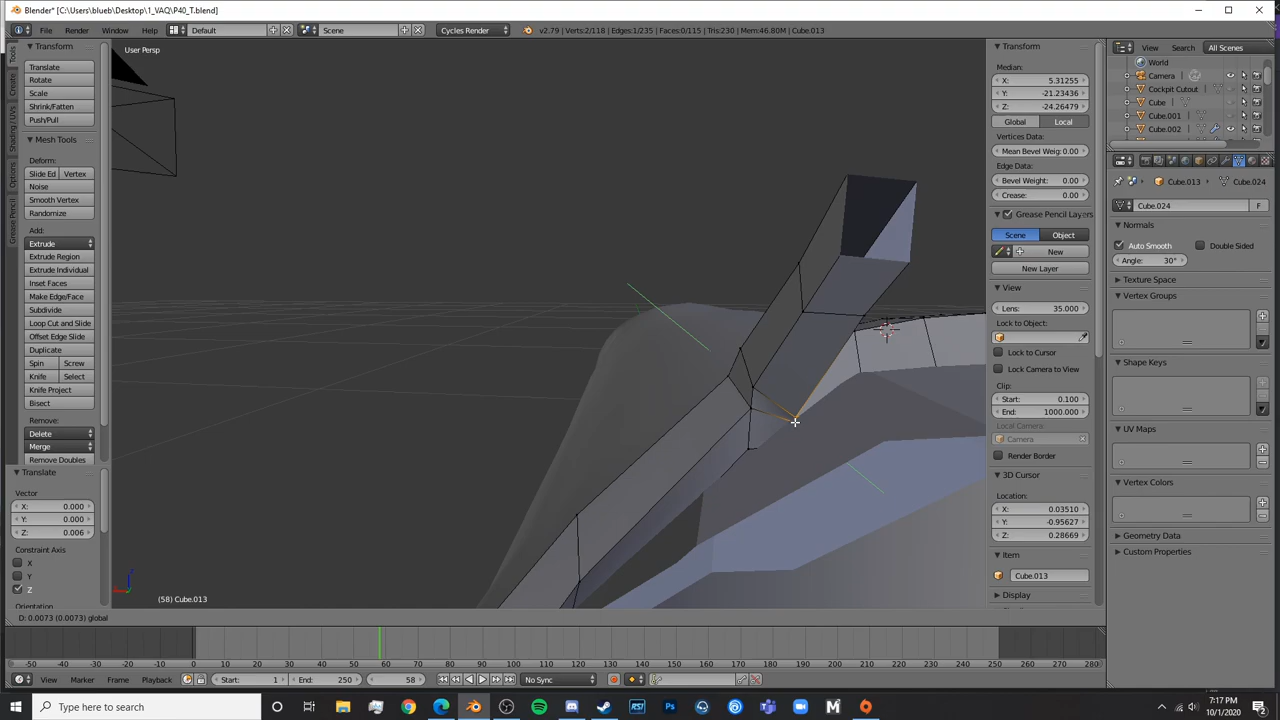 Blender* [C:\Users\blueb\Desktop\1_VAQ\P40_T.blend]
File Render Window Help Default Scene Cycles Render v2.79 | Verts:2/118 | Edges:1/235 | Faces:0/115 | Tris:230 | Mem:46.80M | Cube.013
Tools
Create
Shading / UVs
Options
Grease Pencil
Transform
Translate
Rotate
Scale
Shrink/Fatten
Push/Pull
Mesh Tools
Deform:
Slide Ed Vertex
Noise
Smooth Vertex
Randomize
Add:
Extrude
Extrude Region
Extrude Individual
Inset Faces
Make Edge/Face
Subdivide
Loop Cut and Slide
Offset Edge Slide
Duplicate
Spin Screw
Knife Select
Knife Project
Bisect
Remove:
Delete
Merge
Remove Doubles
Translate
Vector
X: 0.000
Y: 0.000
Z: 0.006
Constraint Axis
X
Y
Z
Orientation
User Persp
(58) Cube.013
D: 0.0073 (0.0073) global
Transform
Median:
X: 5.31255
Y: -21.23436
Z: -24.26479
Global Local
Vertices Data:
Mean Bevel Weig: 0.00
Edge Data:
Bevel Weight: 0.00
Crease: 0.00
Grease Pencil Layers
Scene Object
New
New Layer
View
Lens: 35.000
Lock to Object:
Lock to Cursor
Lock Camera to View
Clip:
Start: 0.100
End: 1000.000
Local Camera
Camera
Render Border
3D Cursor
Location:
X: 0.03510
Y: -0.95627
Z: 0.28669
Item
Cube.013
Display
View Search All Scenes
World
Camera
Cockpit Cutout
Cube
Cube.001
Cube.002
Cube.013 Cube.024
Cube.024 F
Normals
Auto Smooth Double Sided
Angle: 30°
Texture Space
Vertex Groups
Shape Keys
UV Maps
Vertex Colors
Geometry Data
Custom Properties
-50 -40 -30 -20 -10 0 10 20 30 40 50 60 70 80 90 100 110 120 130 140 150 160 170 180 190 200 210 220 230 240 250 260 270 280
View Marker Frame Playback Start: 1 End: 250 58 No Sync
Type here to search
7:17 PM
10/1/2020